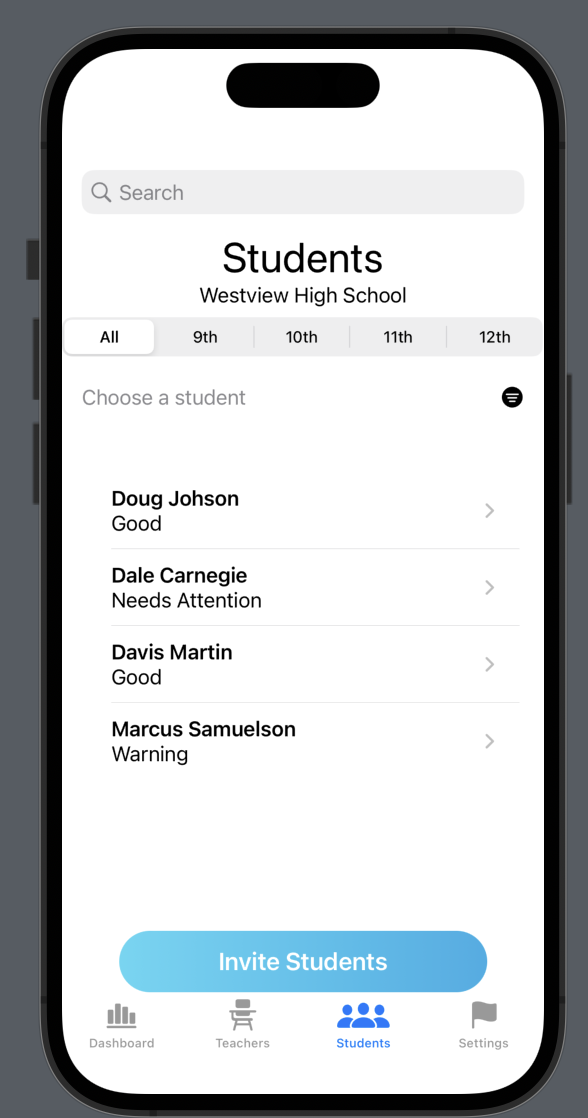 Search
Students
Westview High School
All 9th 10th 11th 12th
Choose a student
Doug Johson
Good
Dale Carnegie
Needs Attention
Davis Martin
Good
Marcus Samuelson
Warning
Invite Students
Dashboard Teachers Students Settings